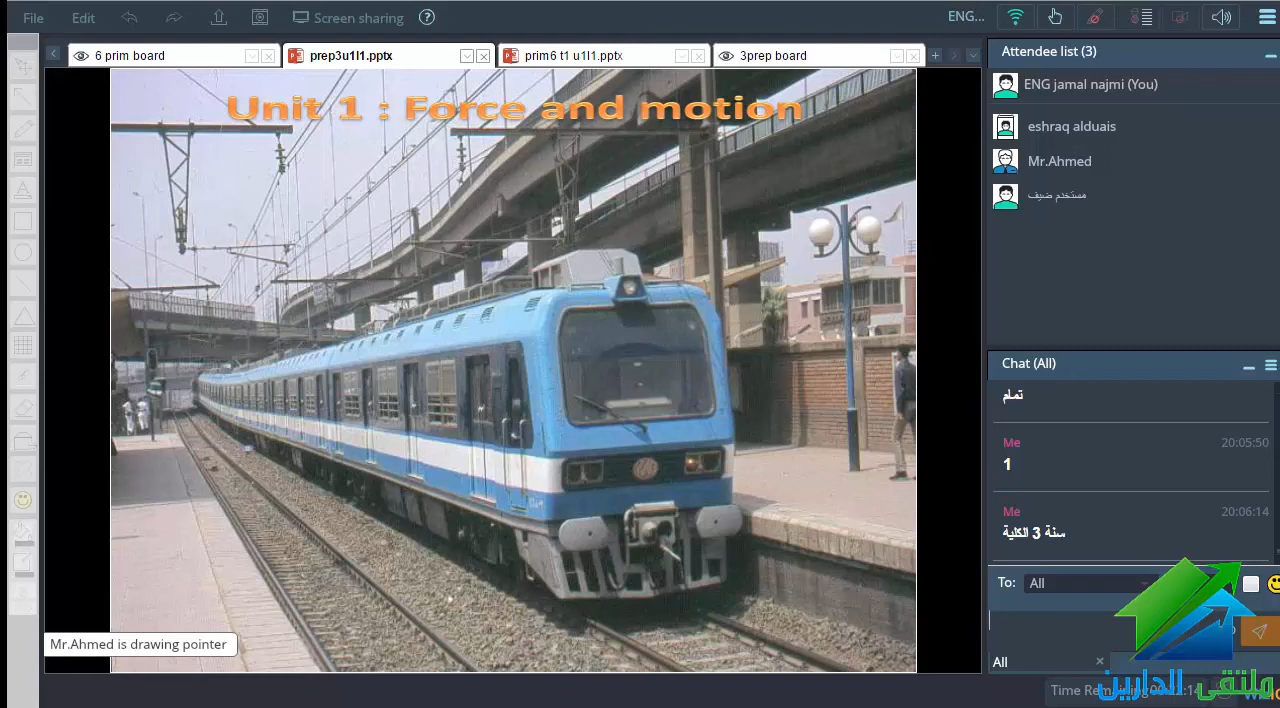 File Edit Screen sharing ENG...
6 prim board prep3u1l1.pptx prim6 t1 u1l1.pptx 3prep board
Unit 1 : Force and motion
Mr.Ahmed is drawing pointer
Attendee list (3)
ENG jamal najmi (You)
eshraq alduais
Mr.Ahmed
مستخدم ضيف
Chat (All)
تمام
Me 20:05:50
1
Me 20:06:14
سنة 3 الكلية
To: All
All
Time
ملتقى الدارين